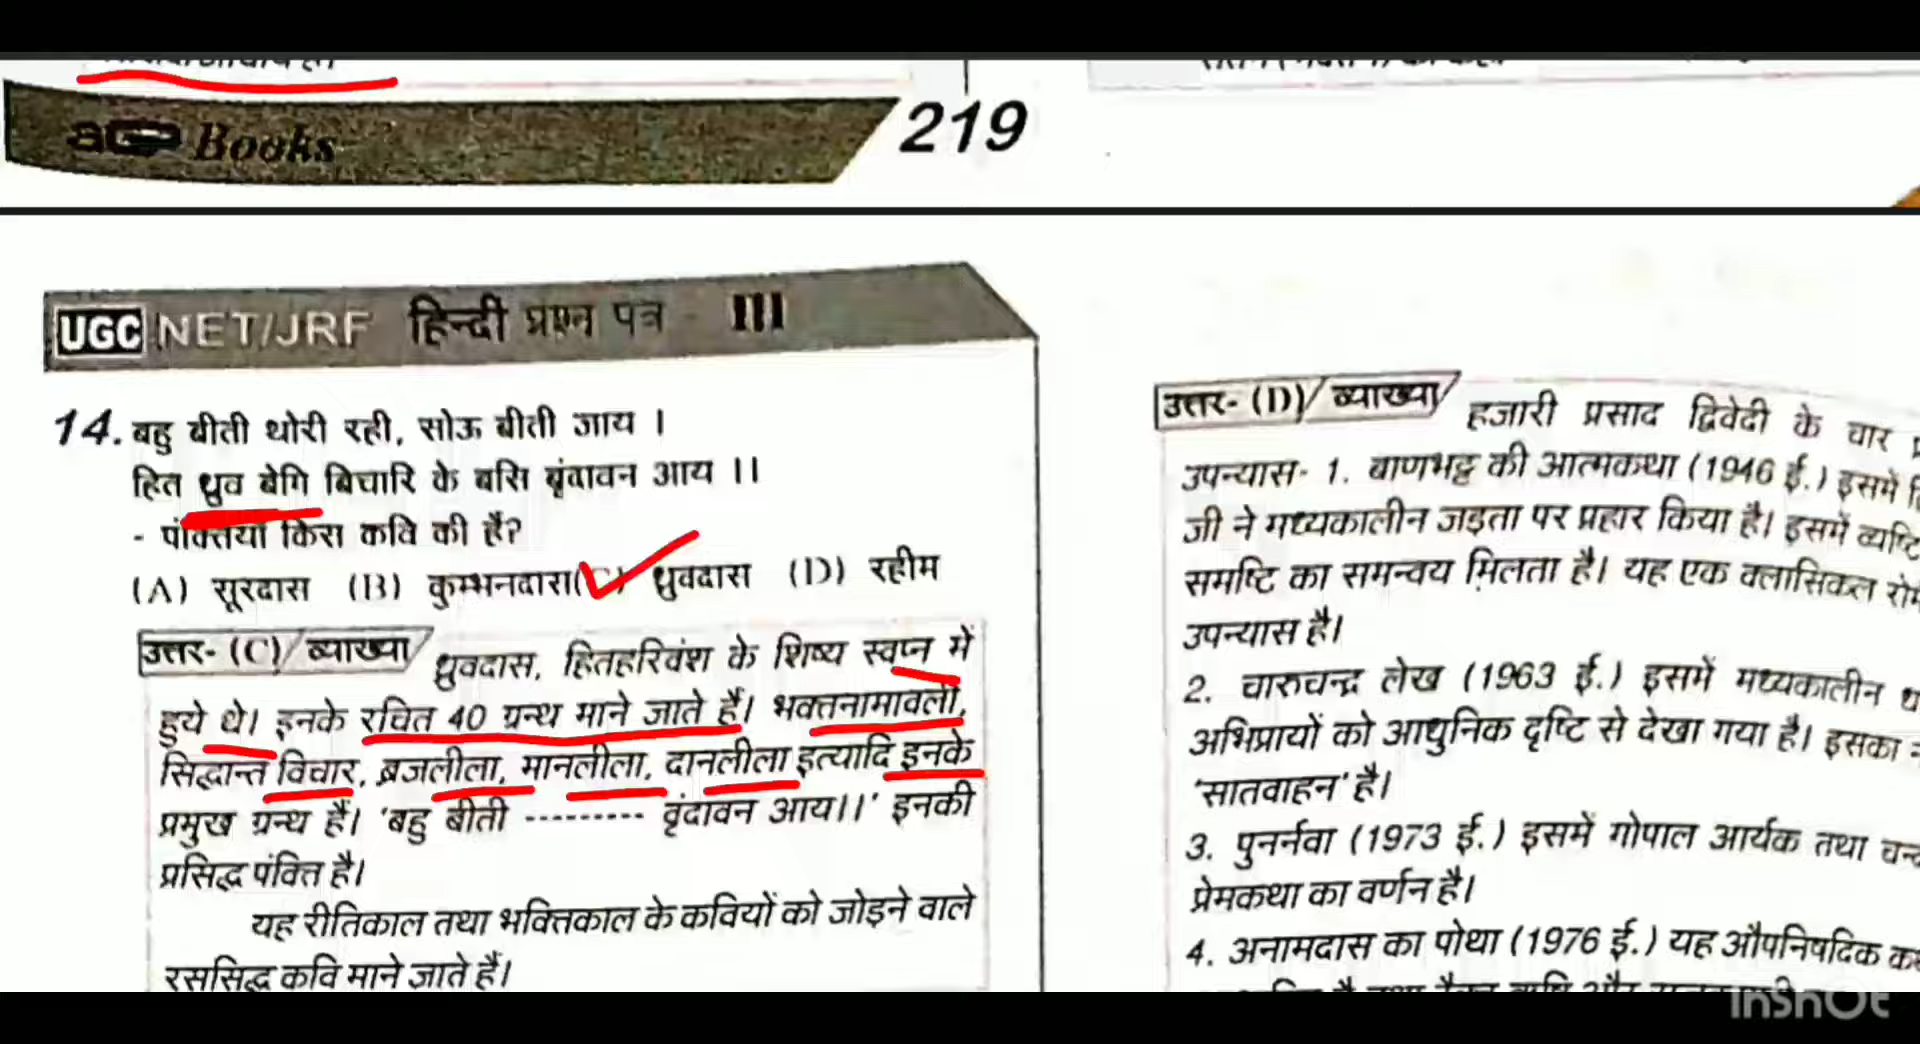 aGP Books
219
UGC NET/JRF हिन्दी प्रश्न पत्र - III
14. बहु बीती थोरी रही, सोऊ बीती जाय ।
हित ध्रुव बेगि बिचारि के बसि बृंदावन आय ।।
- पंक्तियाँ किस कवि की हैं?
(A) सूरदास (B) कुम्भनदास (C) ध्रुवदास (D) रहीम
उत्तर- (C)/ व्याख्या ध्रुवदास, हितहरिवंश के शिष्य स्वप्न में
हुये थे। इनके रचित 40 ग्रन्थ माने जाते हैं। भक्तनामावली,
सिद्धान्त विचार, ब्रजलीला, मानलीला, दानलीला इत्यादि इनके
प्रमुख ग्रन्थ हैं। 'बहु बीती --------- वृंदावन आय।।' इनकी
प्रसिद्ध पंक्ति है।
यह रीतिकाल तथा भक्तिकाल के कवियों को जोड़ने वाले
रससिद्ध कवि माने जाते हैं।
उत्तर- (D)/ व्याख्या हजारी प्रसाद द्विवेदी के चार
उपन्यास- 1. बाणभट्ट की आत्मकथा (1946 ई.) इसमें
जी ने मध्यकालीन जड़ता पर प्रहार किया है। इसमें व्यष्टि
समष्टि का समन्वय मिलता है। यह एक क्लासिकल
उपन्यास है।
2. चारुचन्द्र लेख (1963 ई.) इसमें मध्यकालीन
अभिप्रायों को आधुनिक दृष्टि से देखा गया है। इसका
'सातवाहन' है।
3. पुनर्नवा (1973 ई.) इसमें गोपाल आर्यक तथा
प्रेमकथा का वर्णन है।
4. अनामदास का पोथा (1976 ई.) यह औपनिषदिक
InShOt